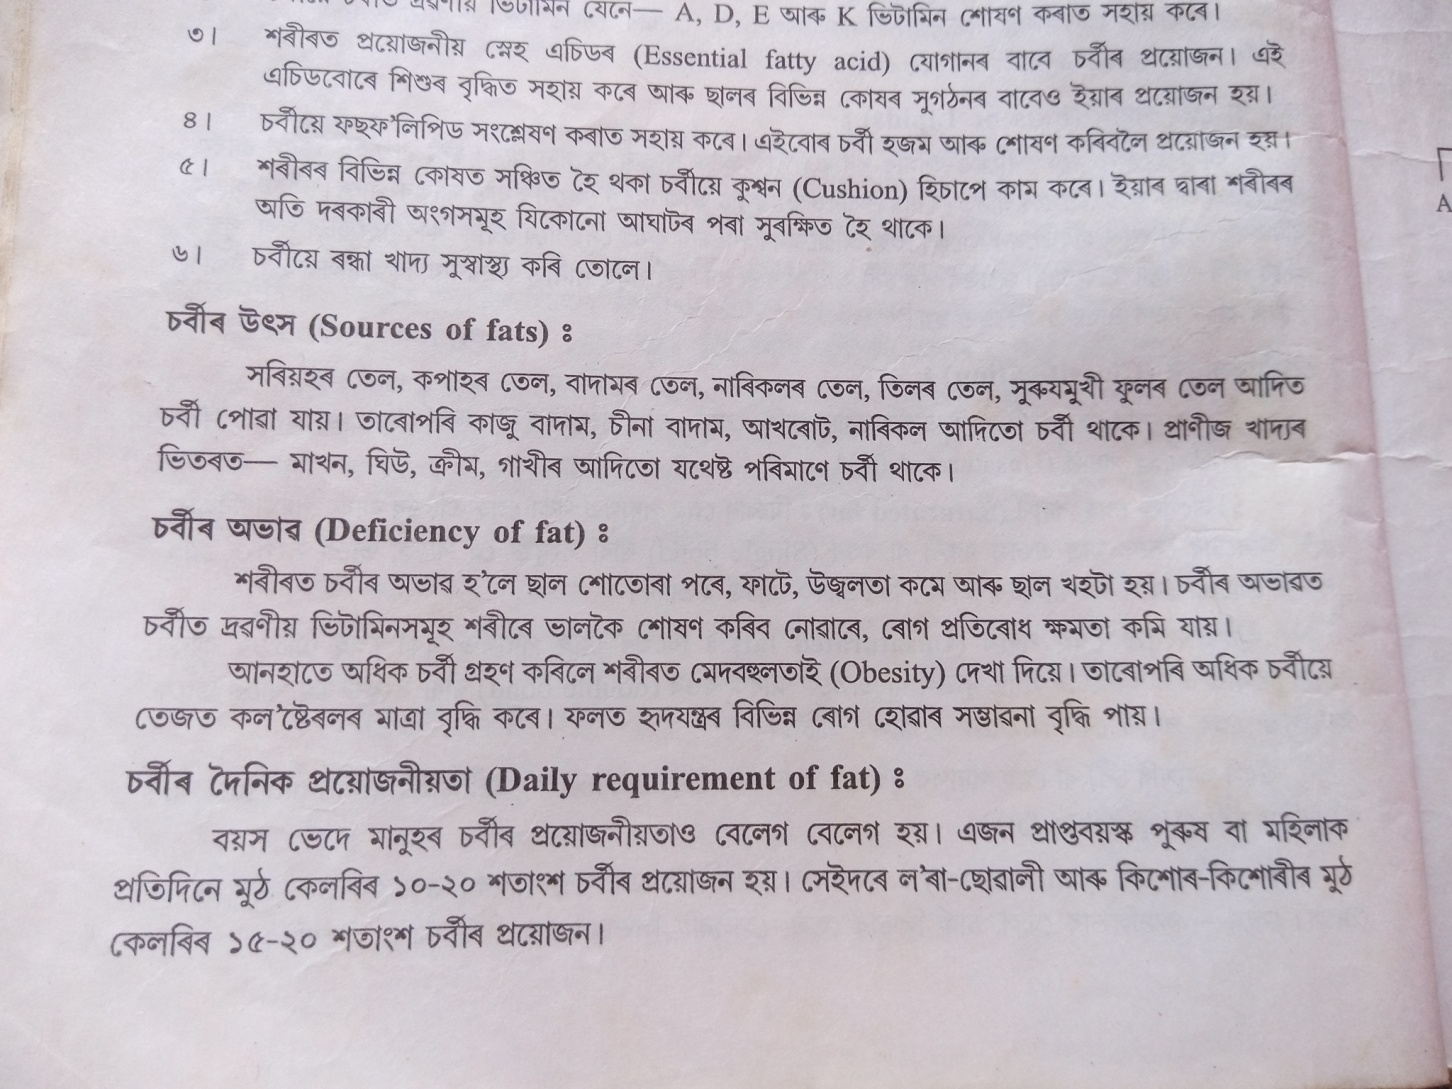 চৰ্বীত দ্ৰৱণীয় ভিটামিন যেনে— A, D, E আৰু K ভিটামিন শোষণ কৰাত সহায় কৰে।
৩। শৰীৰত প্ৰয়োজনীয় স্নেহ এচিডৰ (Essential fatty acid) যোগানৰ বাবে চৰ্বীৰ প্ৰয়োজন। এই
এচিডবোৰে শিশুৰ বৃদ্ধিত সহায় কৰে আৰু ছালৰ বিভিন্ন কোষৰ সুগঠনৰ বাবেও ইয়াৰ প্ৰয়োজন হয়।
৪। চৰ্বীয়ে ফছফ'লিপিড সংশ্লেষণ কৰাত সহায় কৰে। এইবোৰ চৰ্বী হজম আৰু শোষণ কৰিবলৈ প্ৰয়োজন হয়।
৫। শৰীৰৰ বিভিন্ন কোষত সঞ্চিত হৈ থকা চৰ্বীয়ে কুশ্বন (Cushion) হিচাপে কাম কৰে। ইয়াৰ দ্বাৰা শৰীৰৰ
অতি দৰকাৰী অংগসমূহ যিকোনো আঘাটৰ পৰা সুৰক্ষিত হৈ থাকে।
৬। চৰ্বীয়ে ৰন্ধা খাদ্য সুস্বাস্থ্য কৰি তোলে।
চৰ্বীৰ উৎস (Sources of fats) ঃ
সৰিয়হৰ তেল, কপাহৰ তেল, বাদামৰ তেল, নাৰিকলৰ তেল, তিলৰ তেল, সুৰুযমূখী ফুলৰ তেল আদিত
চৰ্বী পোৱা যায়। তাৰোপৰি কাজু বাদাম, চীনা বাদাম, আখৰোট, নাৰিকল আদিতো চৰ্বী থাকে। প্ৰাণীজ খাদ্যৰ
ভিতৰত— মাখন, ঘিউ, ক্ৰীম, গাখীৰ আদিতো যথেষ্ট পৰিমাণে চৰ্বী থাকে।
চৰ্বীৰ অভাৱ (Deficiency of fat) ঃ
শৰীৰত চৰ্বীৰ অভাৱ হ'লে ছাল শোতোৰা পৰে, ফাটে, উজ্বলতা কমে আৰু ছাল খহটা হয়। চৰ্বীৰ অভাৱত
চৰ্বীত দ্ৰৱণীয় ভিটামিনসমূহ শৰীৰে ভালকৈ শোষণ কৰিব নোৱাৰে, ৰোগ প্ৰতিৰোধ ক্ষমতা কমি যায়।
আনহাতে অধিক চৰ্বী গ্ৰহণ কৰিলে শৰীৰত মেদবহুলতাই (Obesity) দেখা দিয়ে। তাৰোপৰি অধিক চৰ্বীয়ে
তেজত কল'ষ্টেৰলৰ মাত্ৰা বৃদ্ধি কৰে। ফলত হৃদযন্ত্ৰৰ বিভিন্ন ৰোগ হোৱাৰ সম্ভাৱনা বৃদ্ধি পায়।
চৰ্বীৰ দৈনিক প্ৰয়োজনীয়তা (Daily requirement of fat) ঃ
বয়স ভেদে মানুহৰ চৰ্বীৰ প্ৰয়োজনীয়তাও বেলেগ বেলেগ হয়। এজন প্ৰাপ্তবয়স্ক পুৰুষ বা মহিলাক
প্ৰতিদিনে মুঠ কেলৰিৰ ১০-২০ শতাংশ চৰ্বীৰ প্ৰয়োজন হয়। সেইদৰে ল'ৰা-ছোৱালী আৰু কিশোৰ-কিশোৰীৰ মুঠ
কেলৰিৰ ১৫-২০ শতাংশ চৰ্বীৰ প্ৰয়োজন।
A